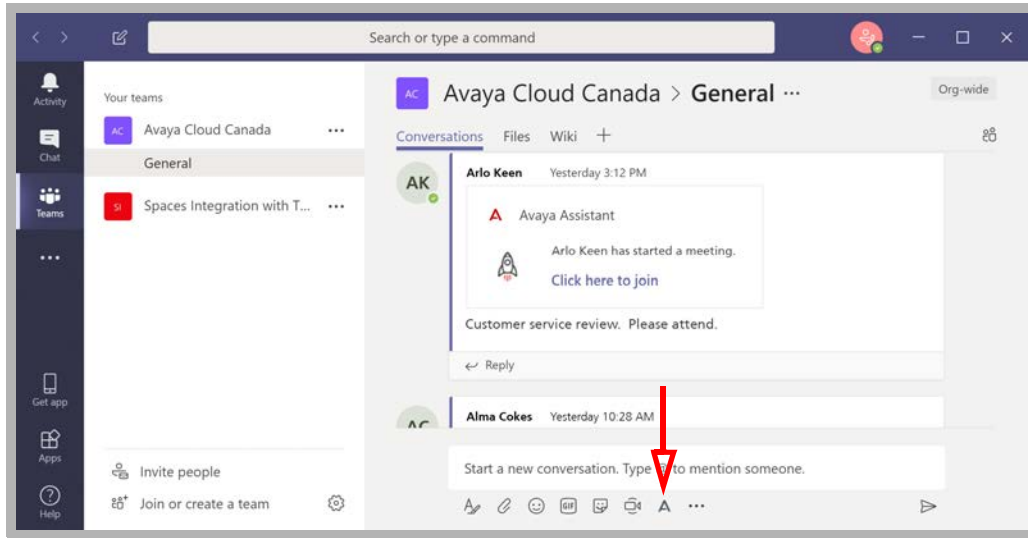 Search or type a command
Activity
Chat
Teams
Get app
Apps
Help
Your teams
AC
Avaya Cloud Canada
General
SI
Spaces Integration with T...
Invite people
Join or create a team
AC
Avaya Cloud Canada > General
Org-wide
Conversations Files Wiki
AK
Arlo Keen Yesterday 3:12 PM
Avaya Assistant
Arlo Keen has started a meeting.
Click here to join
Customer service review. Please attend.
Reply
AC
Alma Cokes Yesterday 10:28 AM
Start a new conversation. Type to mention someone.
GIF